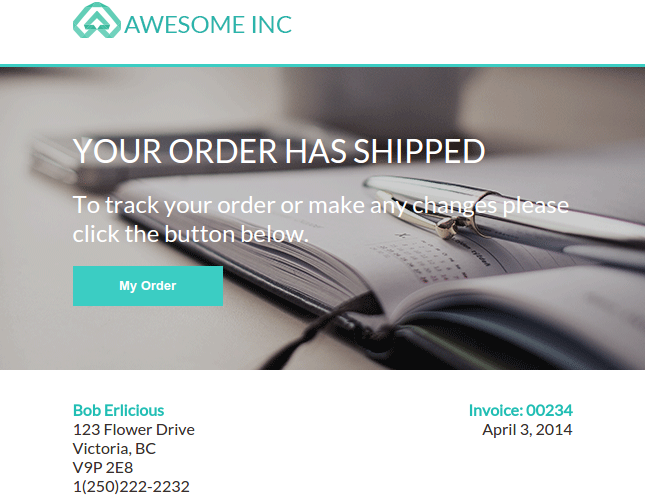 AWESOME INC
YOUR ORDER HAS SHIPPED
To track your order or make any changes please
click the button below.
My Order
Bob Erlicious
Invoice: 00234
123 Flower Drive
April 3, 2014
Victoria, BC
V9P 2E8
1(250)222-2232